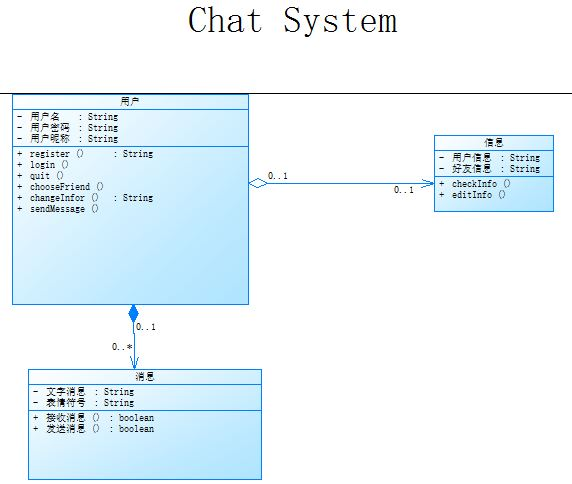 Chat System
用户
- 用户名 : String
- 用户密码 : String
- 用户昵称 : String
+ register () : String
+ login ()
+ quit ()
+ chooseFriend ()
+ changeInfor () : String
+ sendMessage ()
0..1
0..1
信息
- 用户信息 : String
- 好友信息 : String
+ checkInfo ()
+ editInfo ()
0..1
0..*
消息
- 文字消息 : String
- 表情符号 : String
+ 接收消息 () : boolean
+ 发送消息 () : boolean